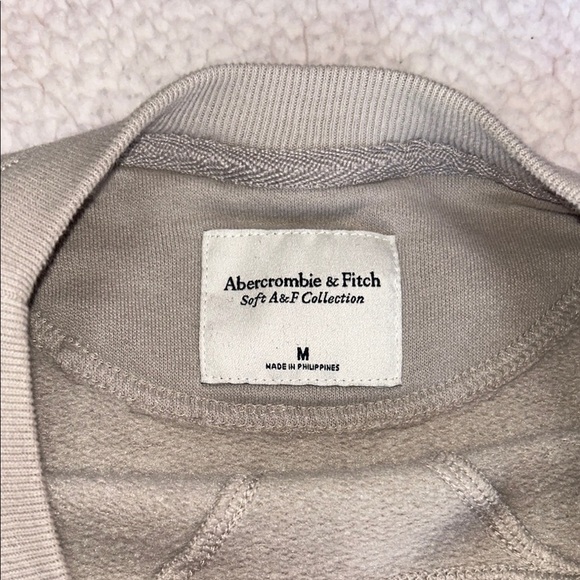 Abercrombie & Fitch
Soft A&F Collection
M
MADE IN PHILIPPINES